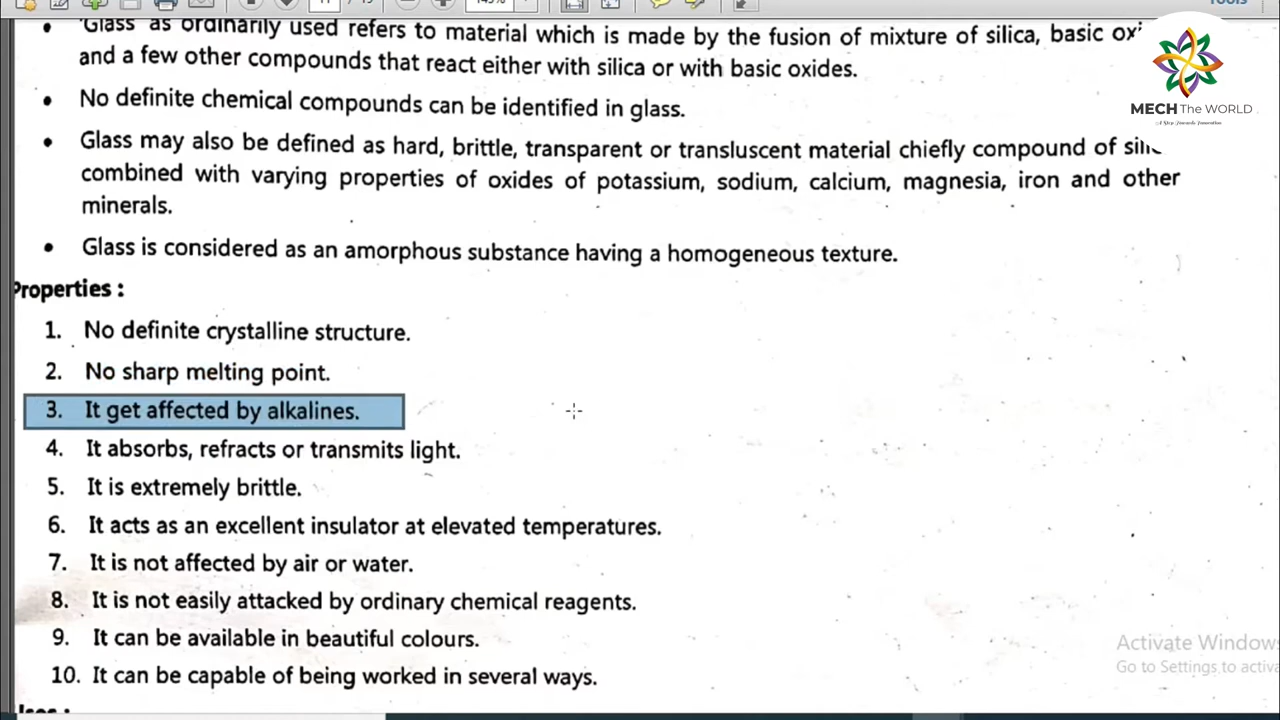 'Glass as ordinarily used refers to material which is made by the fusion of mixture of silica, basic
and a few other compounds that react either with silica or with basic oxides.
• No definite chemical compounds can be identified in glass.
• Glass may also be defined as hard, brittle, transparent or transluscent material chiefly compound of
combined with varying properties of oxides of potassium, sodium, calcium, magnesia, iron and other
minerals.
• Glass is considered as an amorphous substance having a homogeneous texture.
Properties :
1. No definite crystalline structure.
2. No sharp melting point.
3. It get affected by alkalines.
4. It absorbs, refracts or transmits light.
5. It is extremely brittle.
6. It acts as an excellent insulator at elevated temperatures.
7. It is not affected by air or water.
8. It is not easily attacked by ordinary chemical reagents.
9. It can be available in beautiful colours.
10. It can be capable of being worked in several ways.
MECH The WORLD
A Step Towards Innovation
Activate Windows
Go to Settings to activa